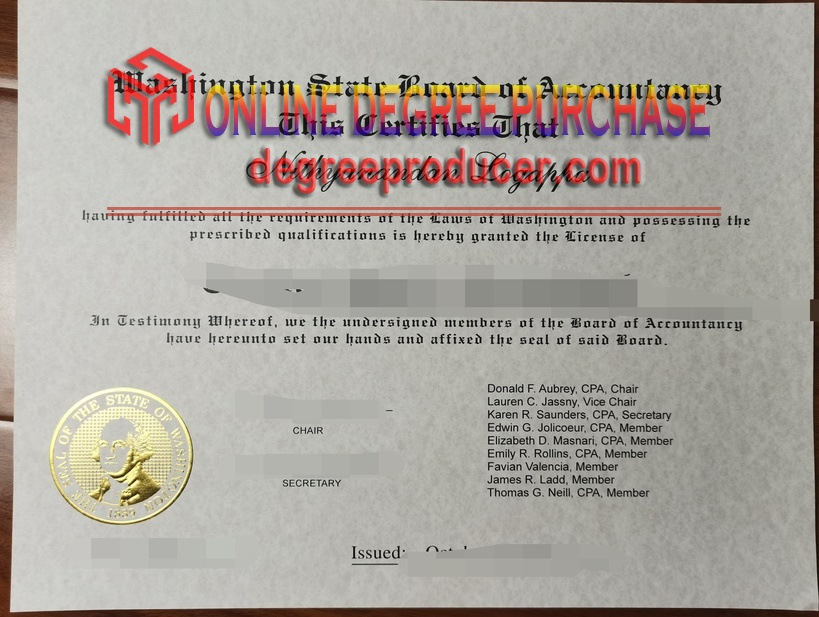 Washington State Board of Accountancy
ONLINE DEGREE PURCHASE
This Certifies That
Nithyanandan Logappa
degreeproducer.com
having fulfilled all the requirements of the Laws of Washington and possessing the
prescribed qualifications is hereby granted the License of
In Testimony Whereof, we the undersigned members of the Board of Accountancy
have hereunto set our hands and affixed the seal of said Board.
Donald F. Aubrey, CPA, Chair
Lauren C. Jassny, Vice Chair
Karen R. Saunders, CPA, Secretary
Edwin G. Jolicoeur, CPA, Member
Elizabeth D. Masnari, CPA, Member
Emily R. Rollins, CPA, Member
Favian Valencia, Member
James R. Ladd, Member
Thomas G. Neill, CPA, Member
CHAIR
SECRETARY
SEAL OF THE STATE OF WASHINGTON
1889
Issued: